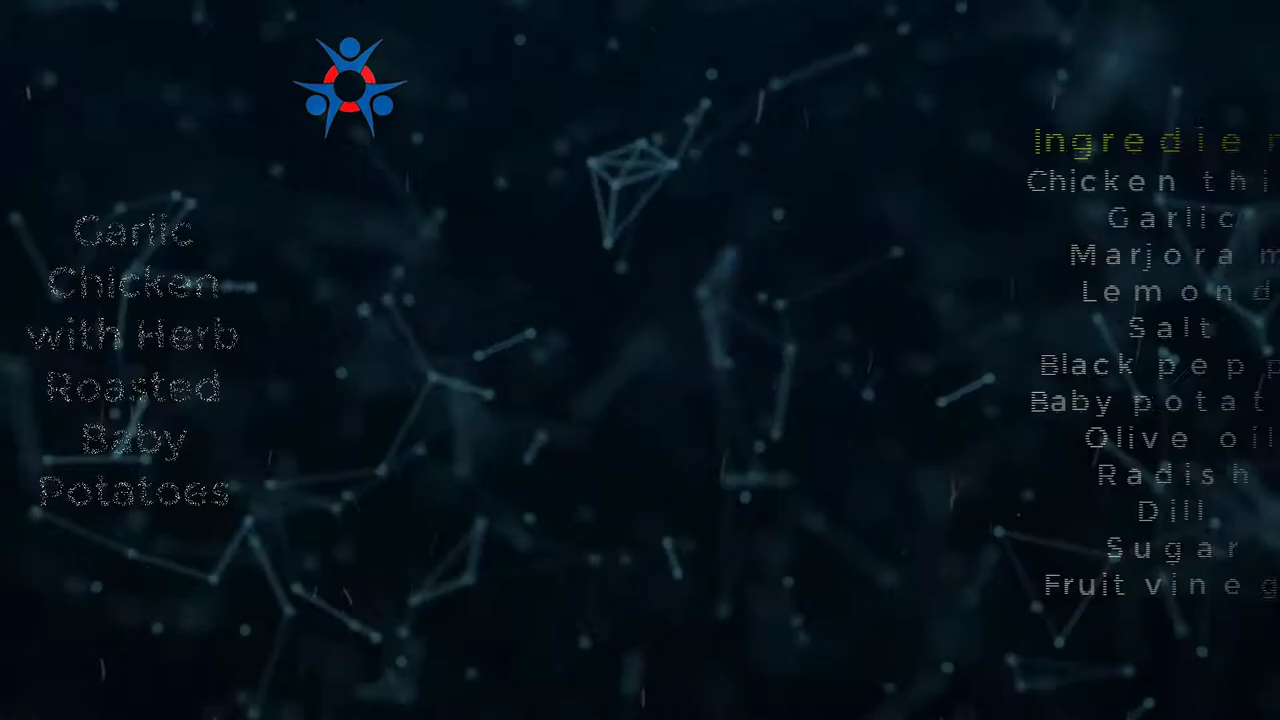 Garlic
Chicken
with Herb
Roasted
Baby
Potatoes
Ingredie
Chicken thi
Garlic
Marjora
Lemon
Salt
Black pep
Baby potat
Olive oil
Radish
Dill
Sugar
Fruit vineg